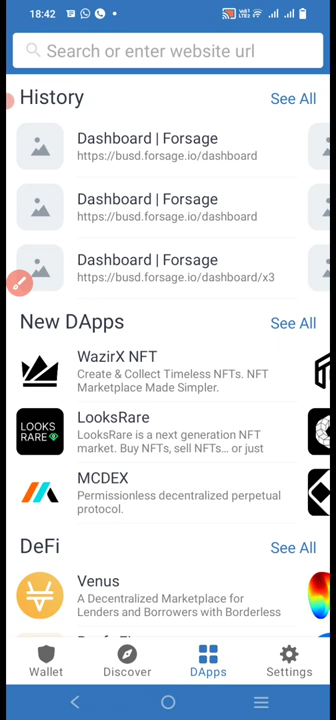 18:42
Search or enter website url
History See All
Dashboard | Forsage
https://busd.forsage.io/dashboard
Dashboard | Forsage
https://busd.forsage.io/dashboard
Dashboard | Forsage
https://busd.forsage.io/dashboard/x3
New DApps See All
WazirX NFT
Create & Collect Timeless NFTs. NFT
Marketplace Made Simpler.
LOOKS
RARE
LooksRare
LooksRare is a next generation NFT
market. Buy NFTs, sell NFTs... or just
MCDEX
Permissionless decentralized perpetual
protocol.
DeFi See All
Venus
A Decentralized Marketplace for
Lenders and Borrowers with Borderless
Wallet Discover DApps Settings